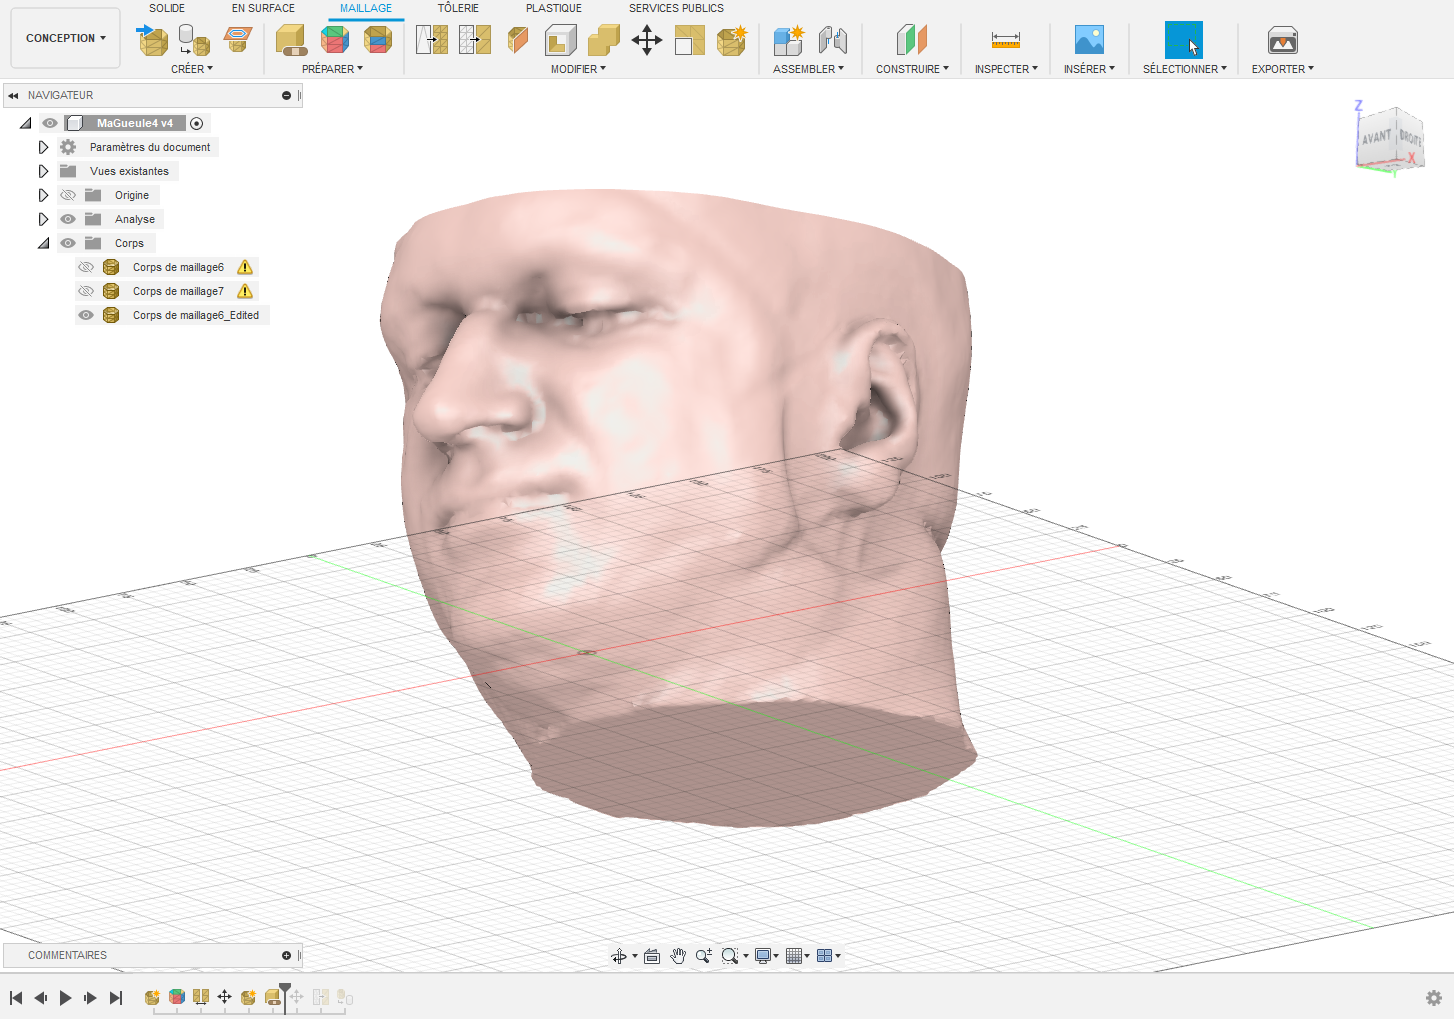 SOLIDE EN SURFACE MAILLAGE TÔLERIE PLASTIQUE SERVICES PUBLICS
CONCEPTION
CRÉER PRÉPARER MODIFIER ASSEMBLER CONSTRUIRE INSPECTER INSÉRER SÉLECTIONNER EXPORTER
NAVIGATEUR
MaGueule4 v4
Paramètres du document
Vues existantes
Origine
Analyse
Corps
Corps de maillage6
Corps de maillage7
Corps de maillage6_Edited
Z
AVANT DROITE
X
Y
COMMENTAIRES